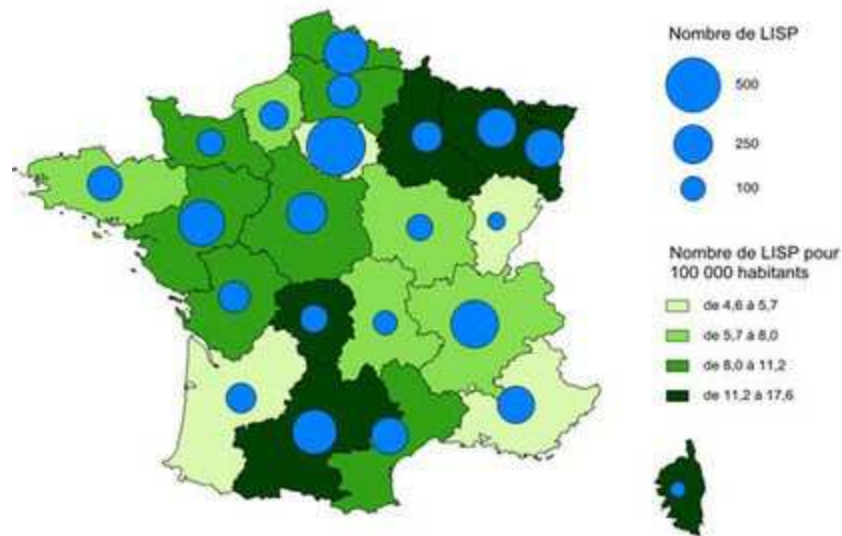 Nombre de LISP
500
250
100
Nombre de LISP pour
100 000 habitants
de 4,6 à 5,7
de 5,7 à 8,0
de 8,0 à 11,2
de 11,2 à 17,6